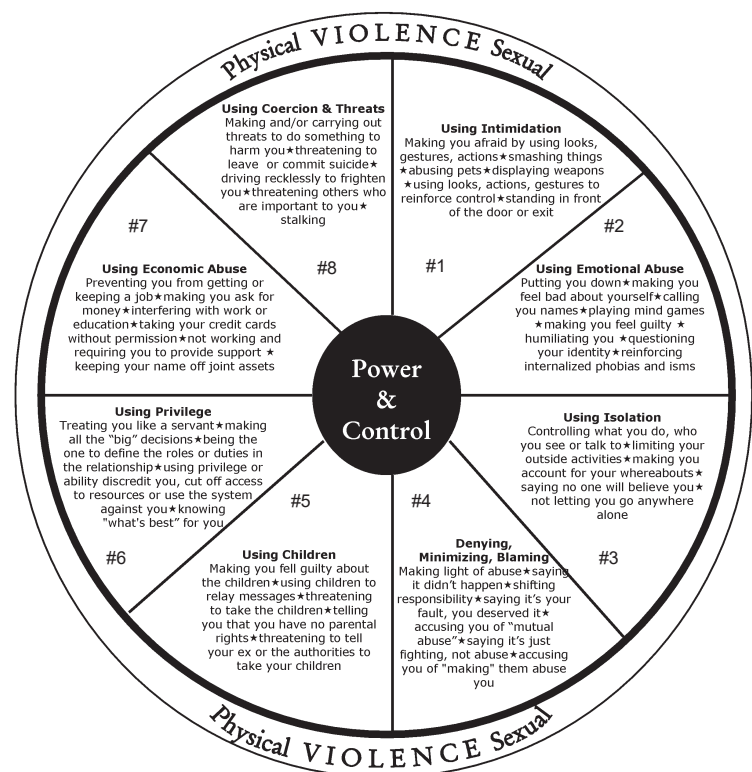 Physical VIOLENCE Sexual
Using Coercion & Threats
Making and/or carrying out
threats to do something to
harm you★threatening to
leave or commit suicide★
driving recklessly to frighten
you★threatening others who
are important to you★
stalking
#8
Using Intimidation
Making you afraid by using looks,
gestures, actions★smashing things
★abusing pets★displaying weapons
★using looks, actions, gestures to
reinforce control★standing in front
of the door or exit
#1
#2
Using Emotional Abuse
Putting you down★making you
feel bad about yourself★calling
you names★playing mind games
★making you feel guilty ★
humiliating you ★questioning
your identity★reinforcing
internalized phobias and isms
Using Isolation
Controlling what you do, who
you see or talk to★limiting your
outside activities★making you
account for your whereabouts★
saying no one will believe you★
not letting you go anywhere
alone
#3
#4
Denying,
Minimizing, Blaming
Making light of abuse★saying
it didn't happen★shifting
responsibility★saying it's your
fault, you deserved it★
accusing you of “mutual
abuse”★saying it's just
fighting, not abuse★accusing
you of "making" them abuse
you
#5
Using Children
Making you fell guilty about
the children★using children to
relay messages★threatening
to take the children★telling
you that you have no parental
rights★threatening to tell
your ex or the authorities to
take your children
Using Privilege
Treating you like a servant★making
all the “big” decisions★being the
one to define the roles or duties in
the relationship★using privilege or
ability discredit you, cut off access
to resources or use the system
against you★knowing
"what's best” for you
#6
#7
Using Economic Abuse
Preventing you from getting or
keeping a job★making you ask for
money★interfering with work or
education★taking your credit cards
without permission★not working and
requiring you to provide support ★
keeping your name off joint assets
Power
&
Control
Physical VIOLENCE Sexual